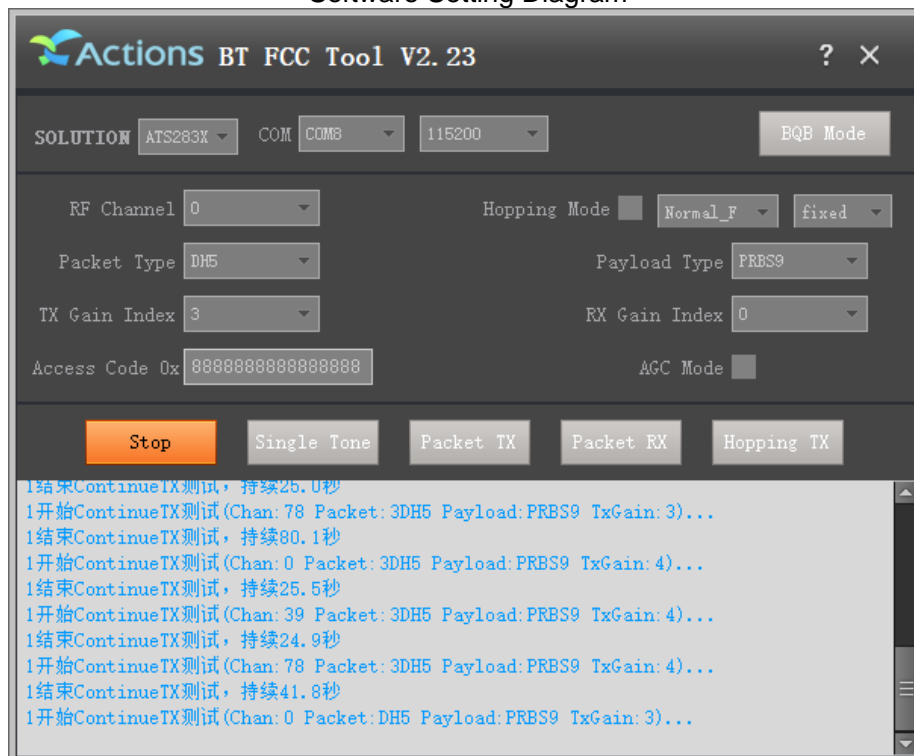 Software Setting Diagram
Actions BT FCC Tool V2.23 ? ×
SOLUTION ATS283X COM COM8 115200 BQB Mode
RF Channel 0 Hopping Mode Normal_F fixed
Packet Type DH5 Payload Type PRBS9
TX Gain Index 3 RX Gain Index 0
Access Code 0x 8888888888888888 AGC Mode
Stop Single Tone Packet TX Packet RX Hopping TX
1结束ContinueTX测试，持续25.0秒
1开始ContinueTX测试(Chan:78 Packet:3DH5 Payload:PRBS9 TxGain:3)...
1结束ContinueTX测试，持续80.1秒
1开始ContinueTX测试(Chan:0 Packet:3DH5 Payload:PRBS9 TxGain:4)...
1结束ContinueTX测试，持续25.5秒
1开始ContinueTX测试(Chan:39 Packet:3DH5 Payload:PRBS9 TxGain:4)...
1结束ContinueTX测试，持续24.9秒
1开始ContinueTX测试(Chan:78 Packet:3DH5 Payload:PRBS9 TxGain:4)...
1结束ContinueTX测试，持续41.8秒
1开始ContinueTX测试(Chan:0 Packet:DH5 Payload:PRBS9 TxGain:3)...